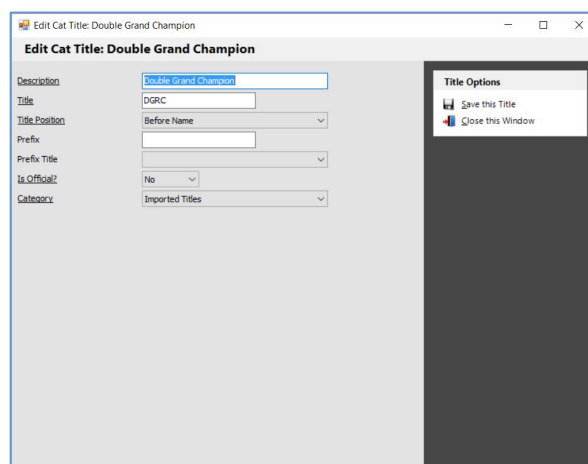 Edit Cat Title: Double Grand Champion
Edit Cat Title: Double Grand Champion
Description Double Grand Champion
Title DGRC
Title Position Before Name
Prefix
Prefix Title
Is Official? No
Category Imported Titles
Title Options
Save this Title
Close this Window